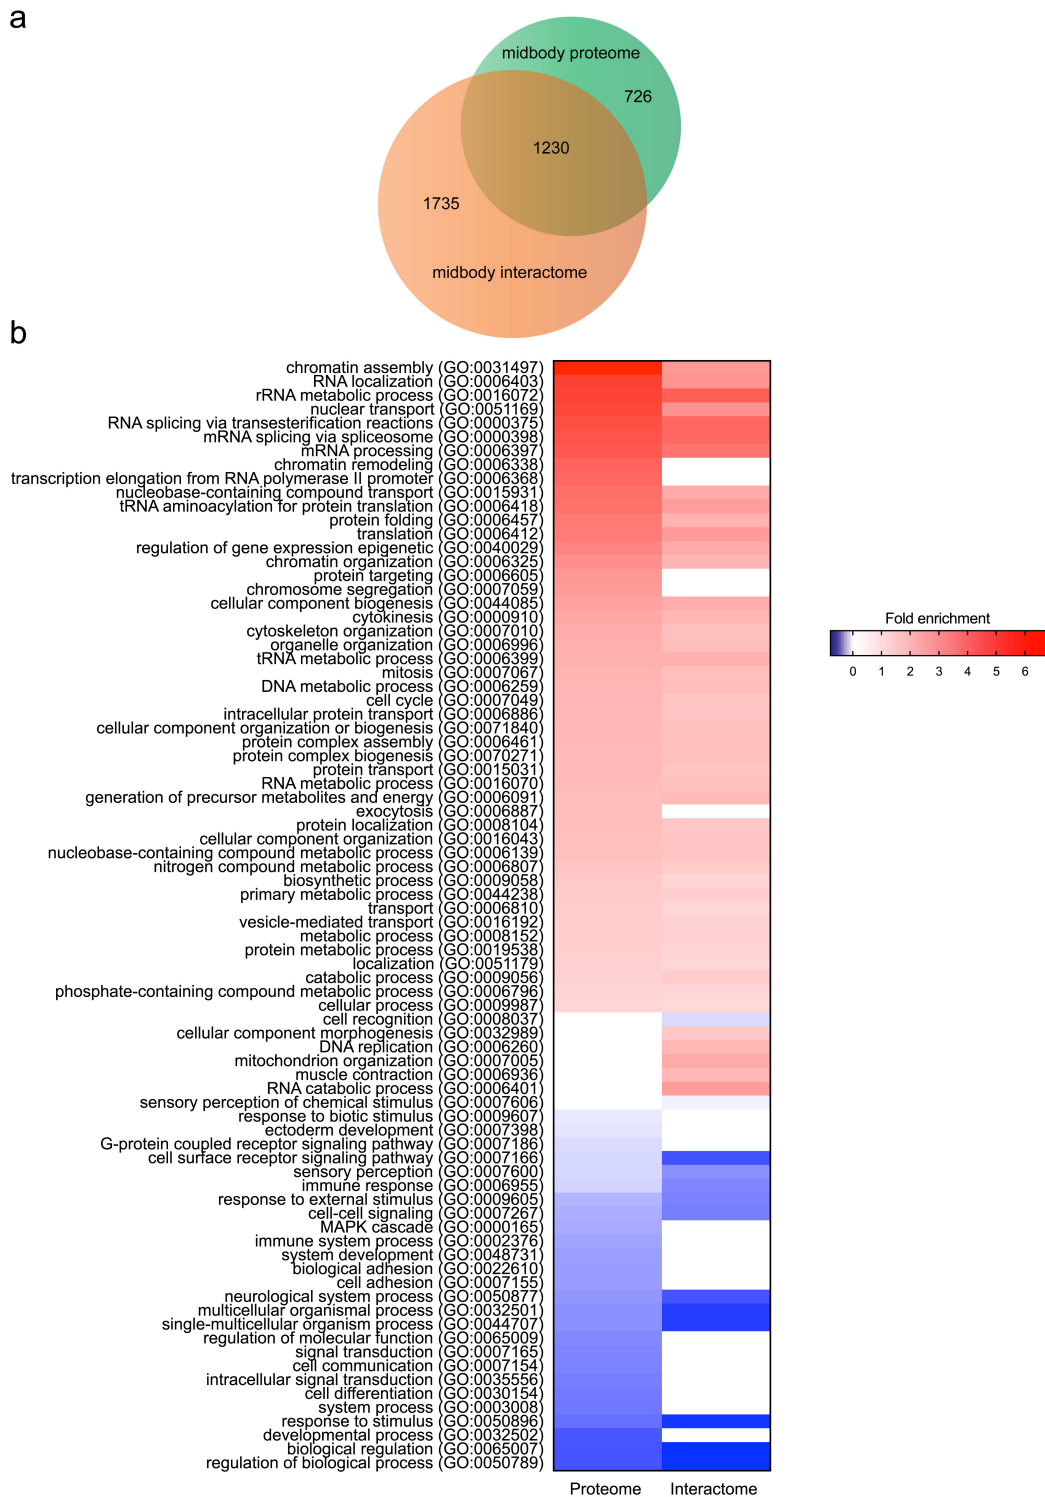 a
midbody proteome
726
1230
1735
midbody interactome
b
chromatin assembly (GO:0031497)
RNA localization (GO:0006403)
rRNA metabolic process (GO:0016072)
nuclear transport (GO:0051169)
RNA splicing via transesterification reactions (GO:0000375)
mRNA splicing via spliceosome (GO:0000398)
mRNA processing (GO:0006397)
chromatin remodeling (GO:0006338)
transcription elongation from RNA polymerase II promoter (GO:0006368)
nucleobase-containing compound transport (GO:0015931)
tRNA aminoacylation for protein translation (GO:0006418)
protein folding (GO:0006457)
translation (GO:0006412)
regulation of gene expression epigenetic (GO:0040029)
chromatin organization (GO:0006325)
protein targeting (GO:0006605)
chromosome segregation (GO:0007059)
cellular component biogenesis (GO:0044085)
cytokinesis (GO:0000910)
cytoskeleton organization (GO:0007010)
organelle organization (GO:0006996)
tRNA metabolic process (GO:0006399)
mitosis (GO:0007067)
DNA metabolic process (GO:0006259)
cell cycle (GO:0007049)
intracellular protein transport (GO:0006886)
cellular component organization or biogenesis (GO:0071840)
protein complex assembly (GO:0006461)
protein complex biogenesis (GO:0070271)
protein transport (GO:0015031)
RNA metabolic process (GO:0016070)
generation of precursor metabolites and energy (GO:0006091)
exocytosis (GO:0006887)
protein localization (GO:0008104)
cellular component organization (GO:0016043)
nucleobase-containing compound metabolic process (GO:0006139)
nitrogen compound metabolic process (GO:0006807)
biosynthetic process (GO:0009058)
primary metabolic process (GO:0044238)
transport (GO:0006810)
vesicle-mediated transport (GO:0016192)
metabolic process (GO:0008152)
protein metabolic process (GO:0019538)
localization (GO:0051179)
catabolic process (GO:0009056)
phosphate-containing compound metabolic process (GO:0006796)
cellular process (GO:0009987)
cell recognition (GO:0008037)
cellular component morphogenesis (GO:0032989)
DNA replication (GO:0006260)
mitochondrion organization (GO:0007005)
muscle contraction (GO:0006936)
RNA catabolic process (GO:0006401)
sensory perception of chemical stimulus (GO:0007606)
response to biotic stimulus (GO:0009607)
ectoderm development (GO:0007398)
G-protein coupled receptor signaling pathway (GO:0007186)
cell surface receptor signaling pathway (GO:0007166)
sensory perception (GO:0007600)
immune response (GO:0006955)
response to external stimulus (GO:0009605)
cell-cell signaling (GO:0007267)
MAPK cascade (GO:0000165)
immune system process (GO:0002376)
system development (GO:0048731)
biological adhesion (GO:0022610)
cell adhesion (GO:0007155)
neurological system process (GO:0050877)
multicellular organismal process (GO:0032501)
single-multicellular organism process (GO:0044707)
regulation of molecular function (GO:0065009)
signal transduction (GO:0007165)
cell communication (GO:0007154)
intracellular signal transduction (GO:0035556)
cell differentiation (GO:0030154)
system process (GO:0003008)
response to stimulus (GO:0050896)
developmental process (GO:0032502)
biological regulation (GO:0065007)
regulation of biological process (GO:0050789)
Proteome Interactome
Fold enrichment
0 1 2 3 4 5 6